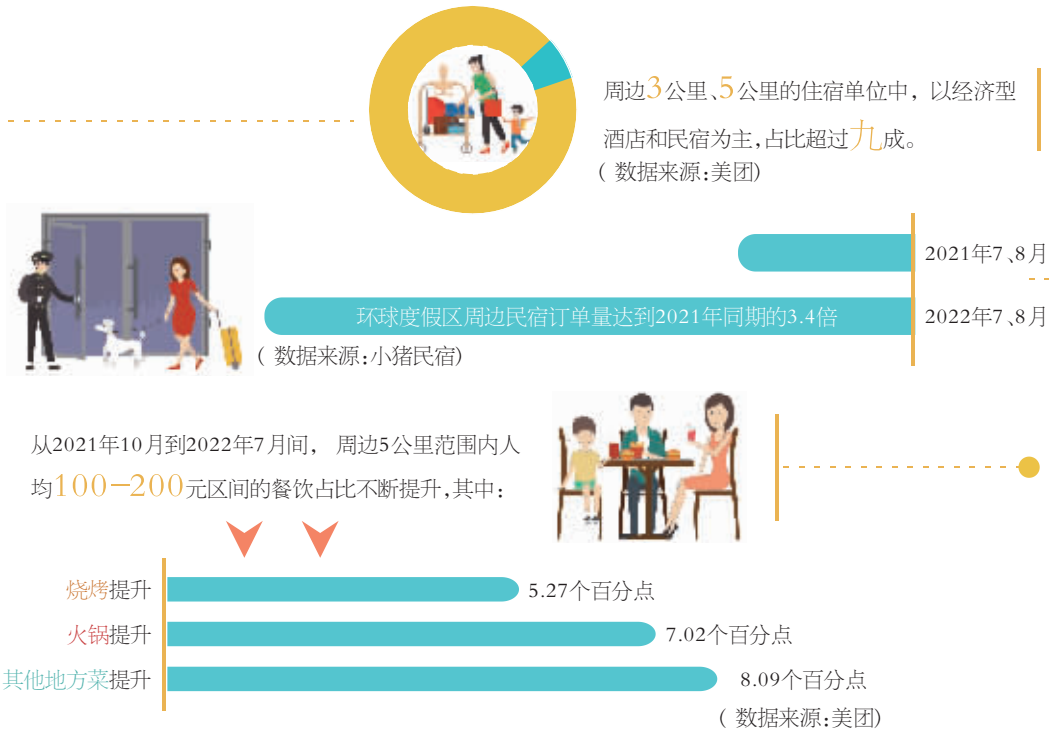 周边3公里、5公里的住宿单位中，以经济型
酒店和民宿为主,占比超过九成。
( 数据来源:美团)
2021年7、8月
环球度假区周边民宿订单量达到2021年同期的3.4倍
2022年7、8月
( 数据来源:小猪民宿)
从2021年10月到2022年7月间， 周边5公里范围内人
均100-200元区间的餐饮占比不断提升,其中:
烧烤提升 5.27个百分点
火锅提升 7.02个百分点
其他地方菜提升 8.09个百分点
( 数据来源:美团)